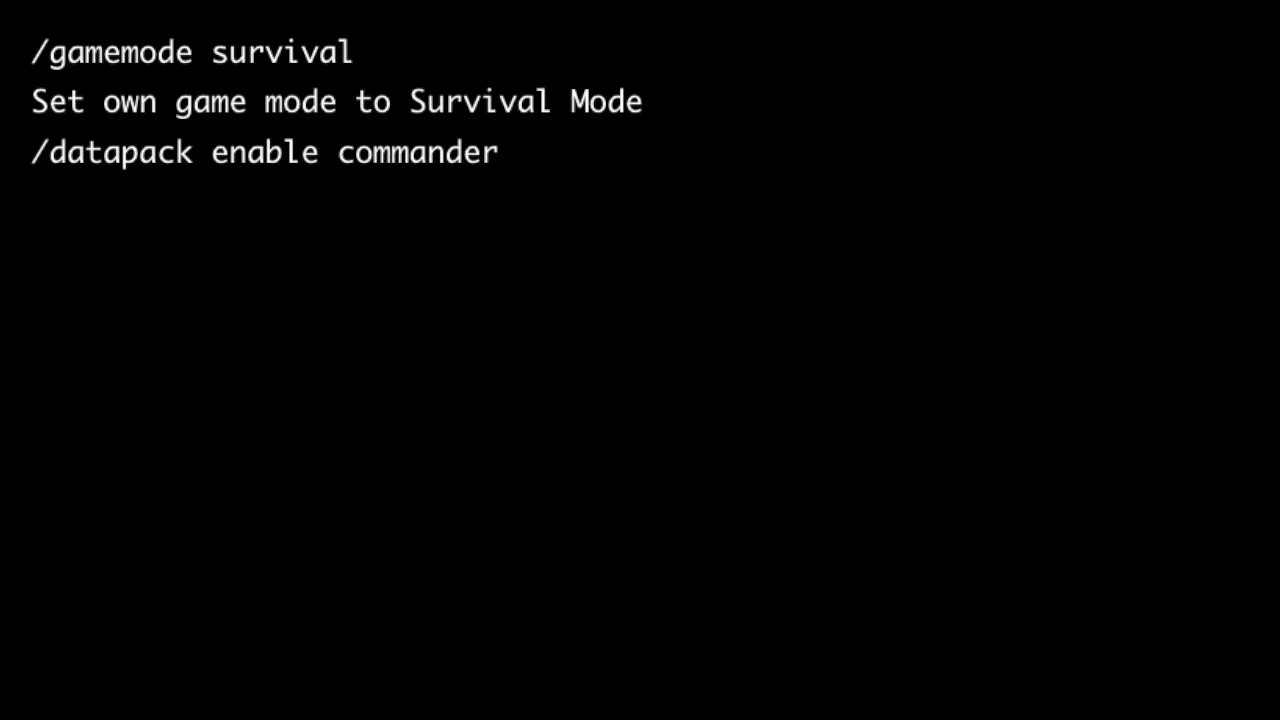 /gamemode survival
Set own game mode to Survival Mode
/datapack enable commander